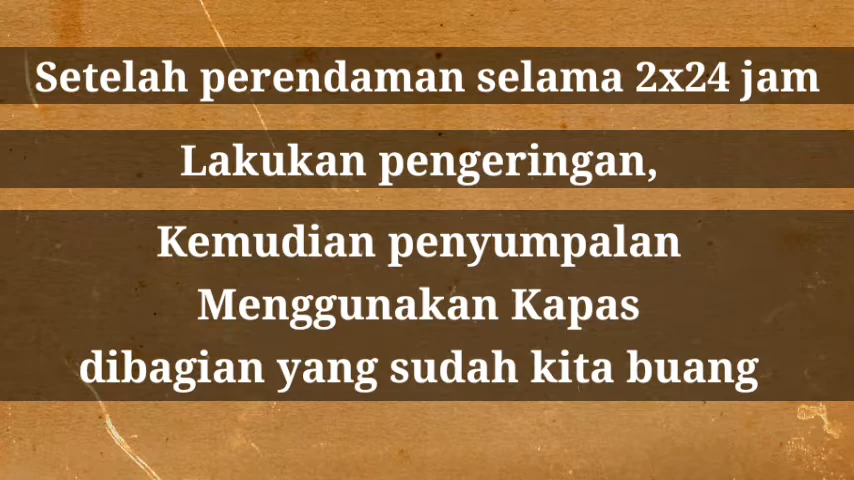 Setelah perendaman selama 2x24 jam
Lakukan pengeringan,
Kemudian penyumpalan
Menggunakan Kapas
dibagian yang sudah kita buang